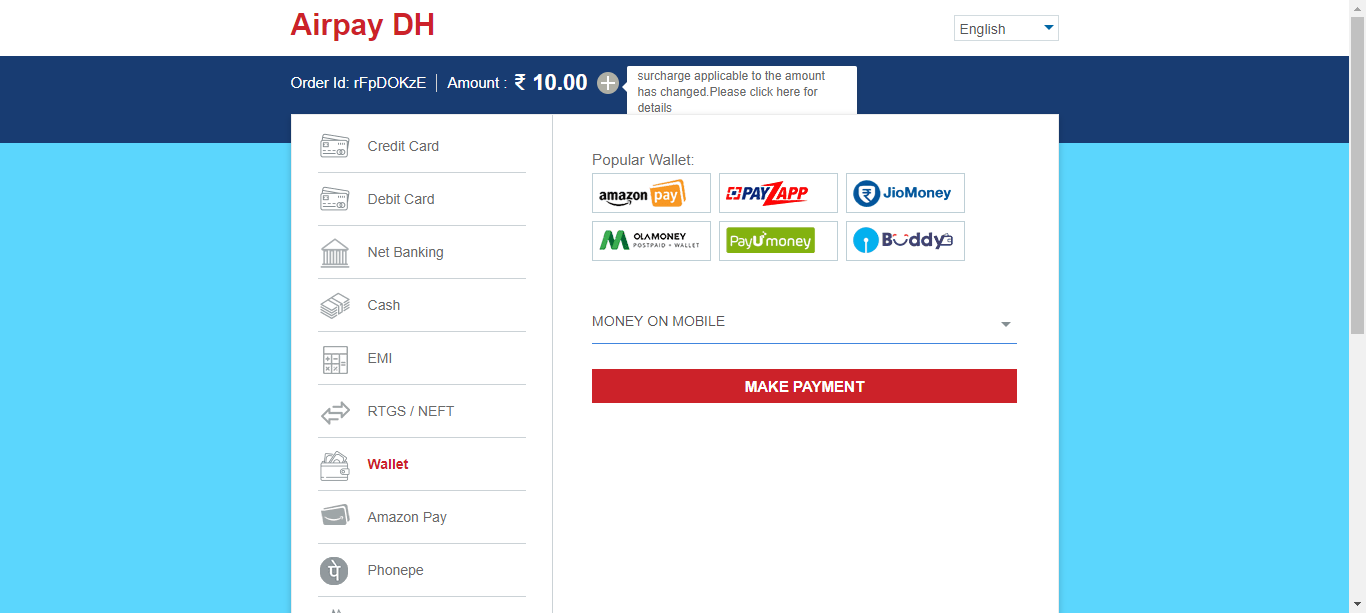 Airpay DH
English
Order Id: rFpDOKzE
Amount : ₹ 10.00
surcharge applicable to the amount
has changed.Please click here for
details
Credit Card
Debit Card
Net Banking
Cash
EMI
RTGS / NEFT
Wallet
Amazon Pay
Phonepe
पे
Popular Wallet:
amazon pay
PAYZAPP
JioMoney
OLAMONEY
POSTPAID + WALLET
PayUmoney
Buddy
MONEY ON MOBILE
MAKE PAYMENT